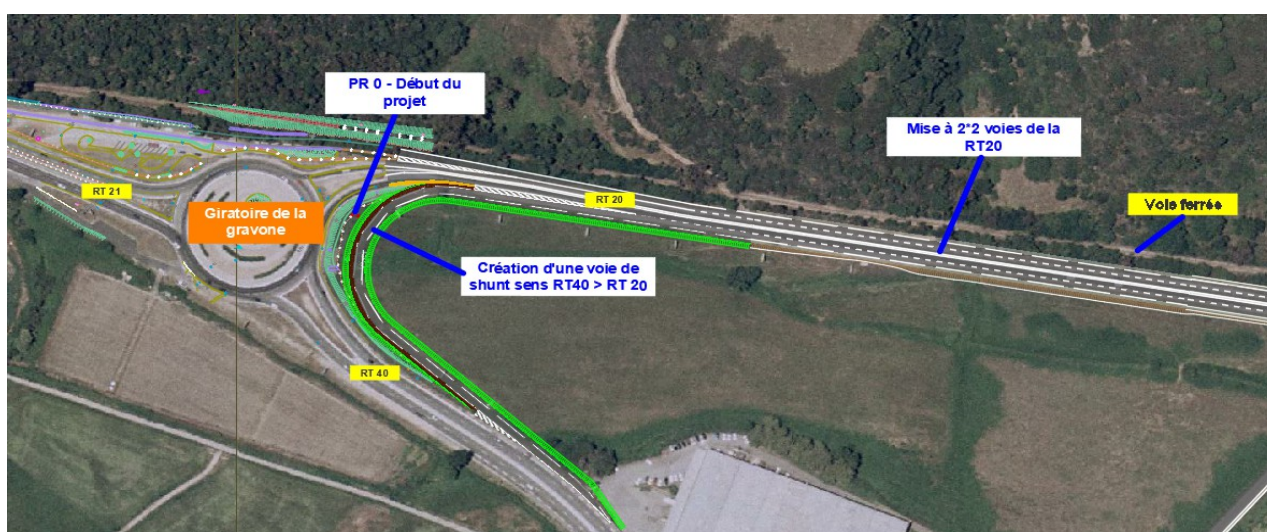 PR 0 - Début du
projet
Mise à 2*2 voies de la
RT20
RT 21
RT 20
Voie ferrée
Giratoire de la
gravone
Création d'une voie de
shunt sens RT40 > RT 20
RT 40